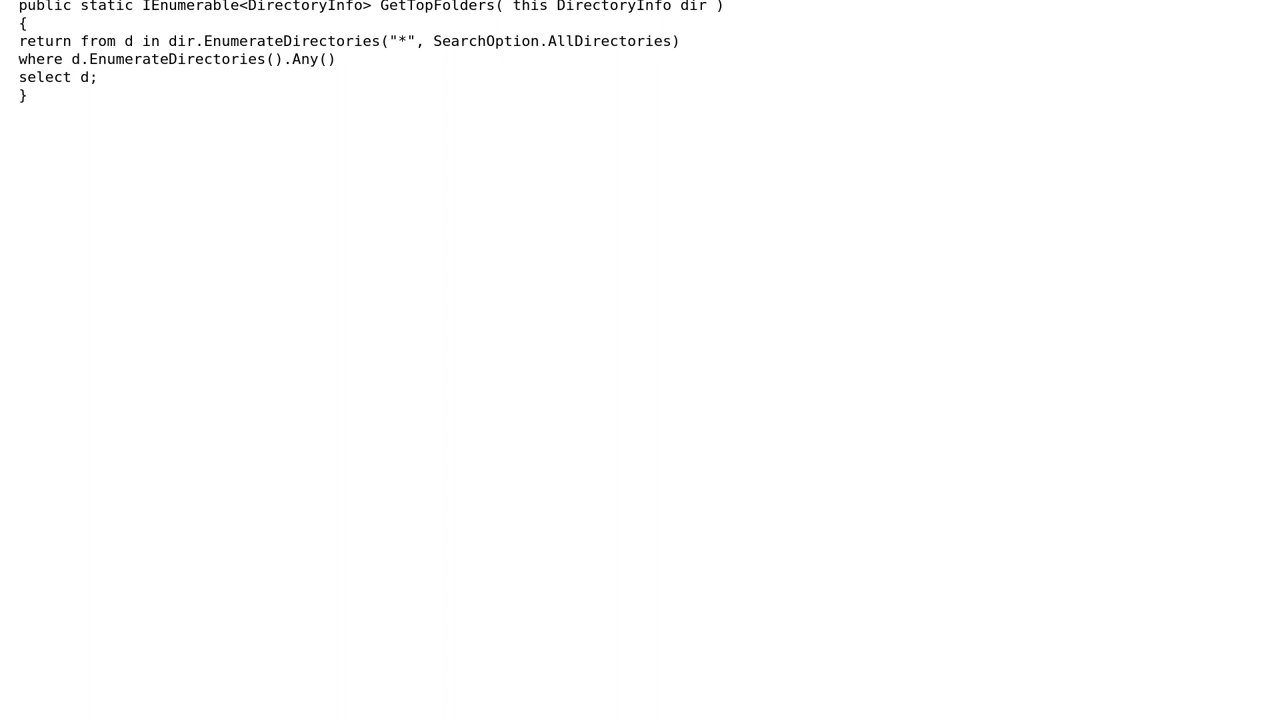 public static IEnumerable<DirectoryInfo> GetTopFolders( this DirectoryInfo dir )
{
return from d in dir.EnumerateDirectories("*", SearchOption.AllDirectories)
where d.EnumerateDirectories().Any()
select d;
}